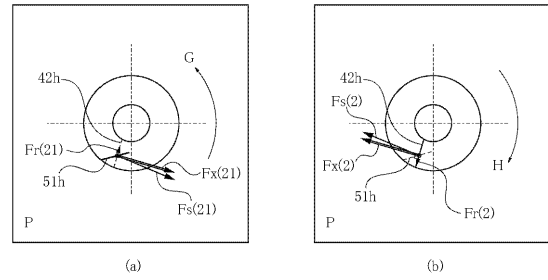 G
42h
Fr(21)
51h
Fx(21)
Fs(21)
P
(a)
42h
Fs(2)
Fx(2)
H
51h
Fr(2)
P
(b)